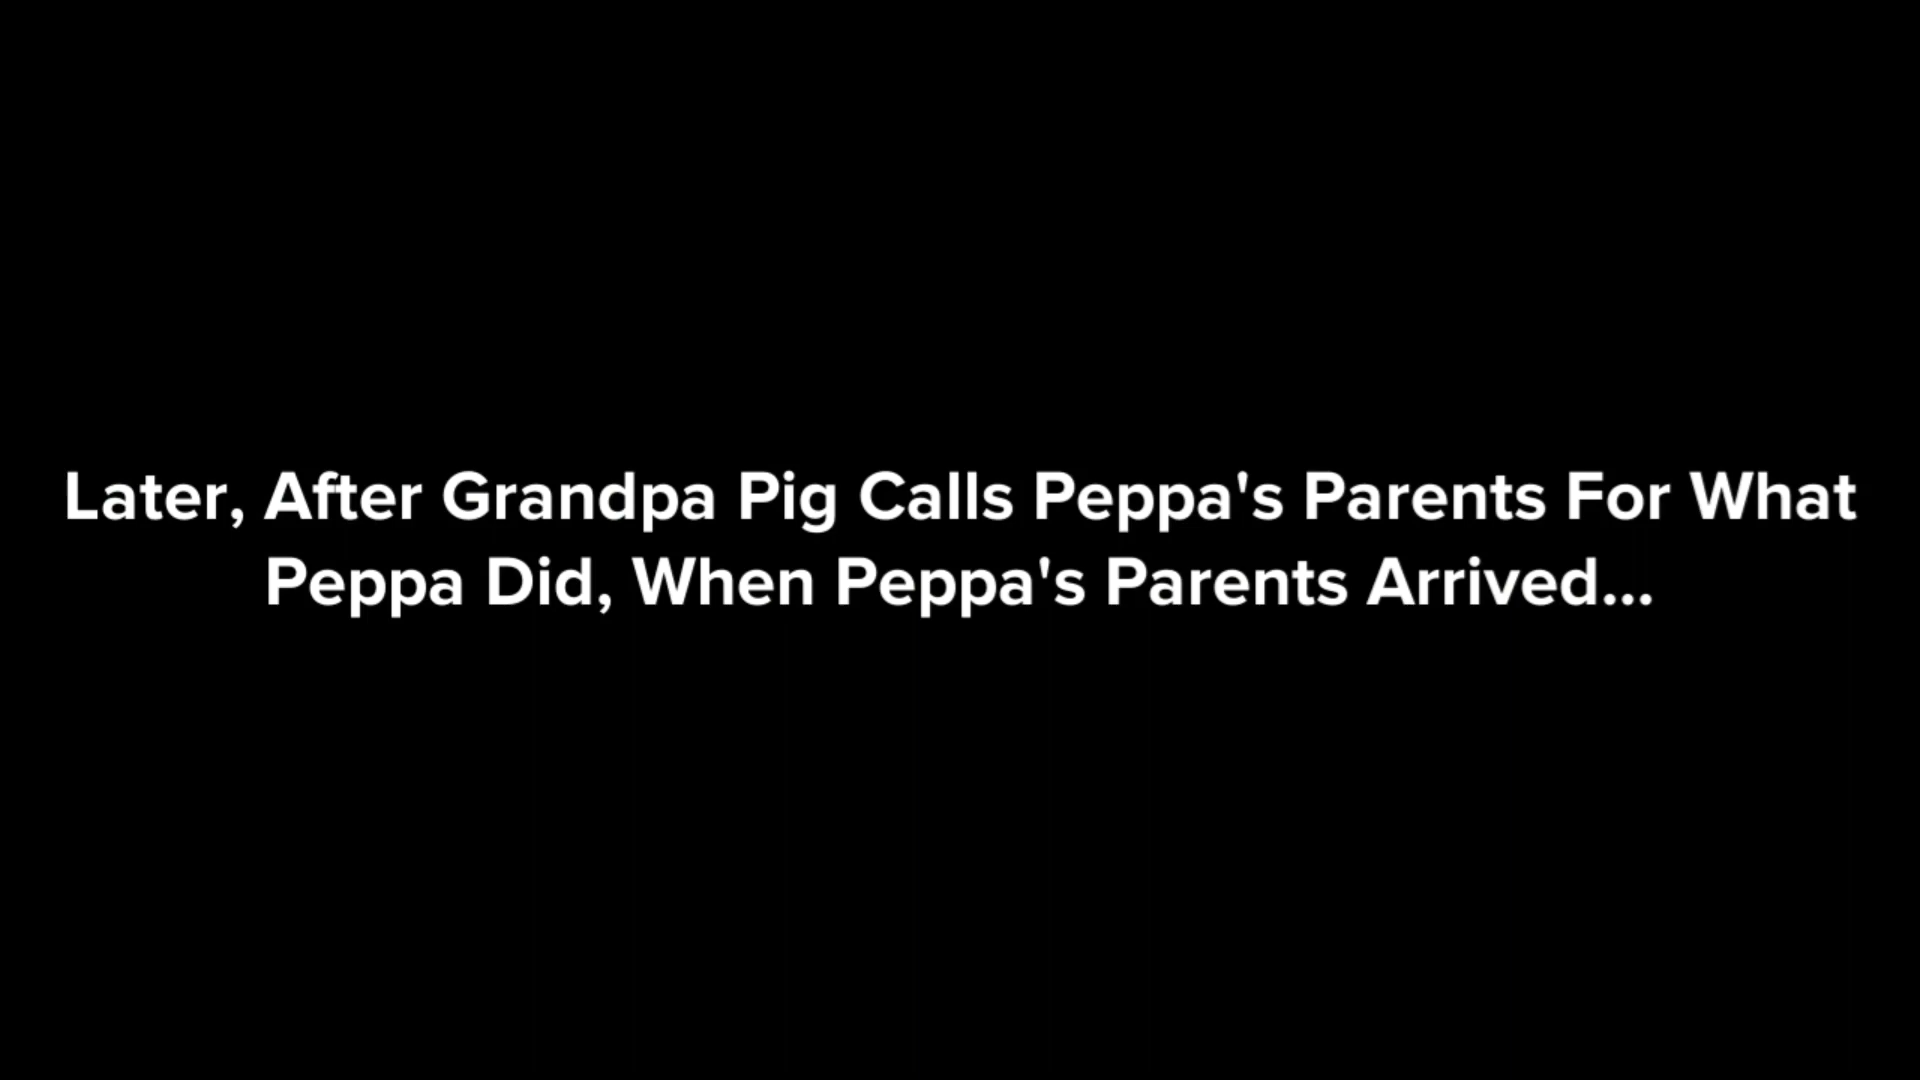 Later, After Grandpa Pig Calls Peppa's Parents For What
Peppa Did, When Peppa's Parents Arrived...